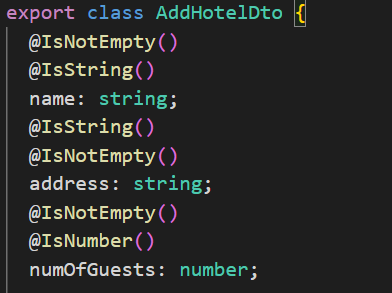 export class AddHotelDto {
@IsNotEmpty()
@IsString()
name: string;
@IsString()
@IsNotEmpty()
address: string;
@IsNotEmpty()
@IsNumber()
numOfGuests: number;